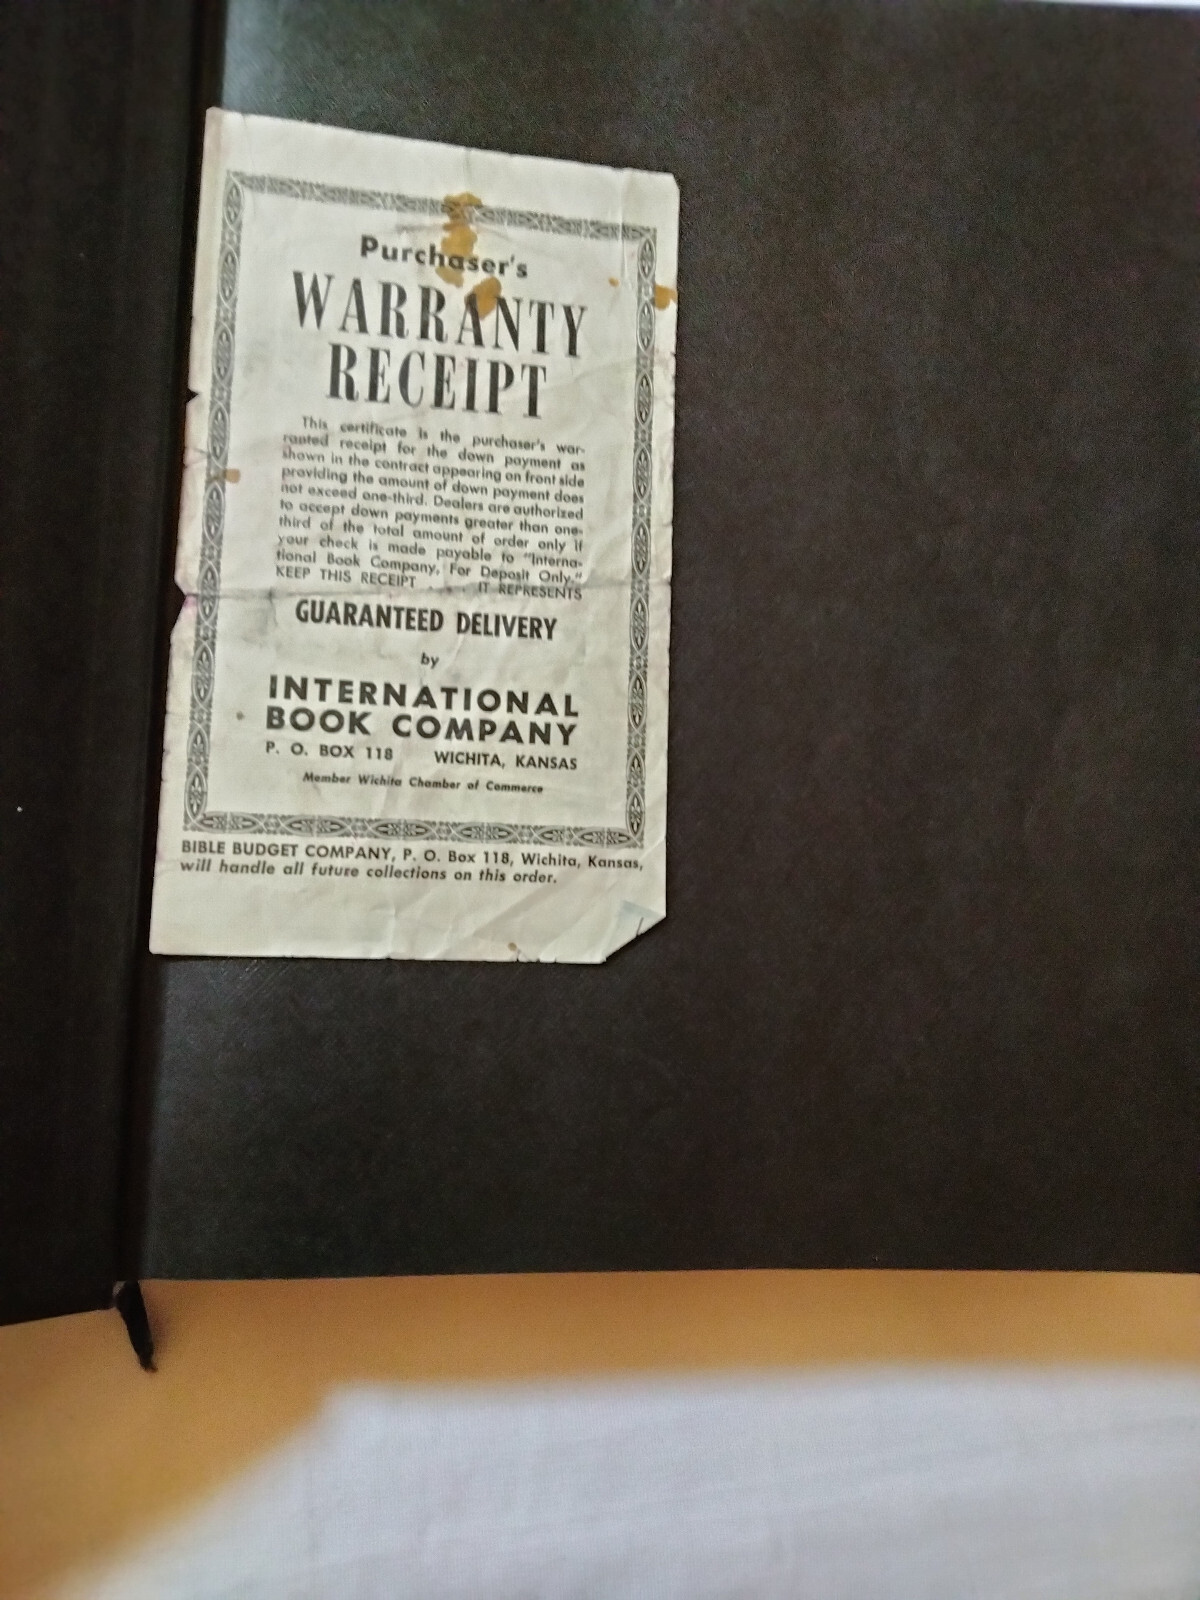 Purchaser's
WARRANTY
RECEIPT
This certificate is the purchaser's war-
ranted receipt for the down payment as
shown in the contract appearing on front side
providing the amount of down payment does
not exceed one-third. Dealers are authorized
to accept down payments greater than one-
third of the total amount of order only if
your check is made payable to "Interna-
tional Book Company, For Deposit Only."
KEEP THIS RECEIPT . . . . IT REPRESENTS
GUARANTEED DELIVERY
by
INTERNATIONAL
BOOK COMPANY
P. O. BOX 118 WICHITA, KANSAS
Member Wichita Chamber of Commerce
BIBLE BUDGET COMPANY, P. O. Box 118, Wichita, Kansas,
will handle all future collections on this order.